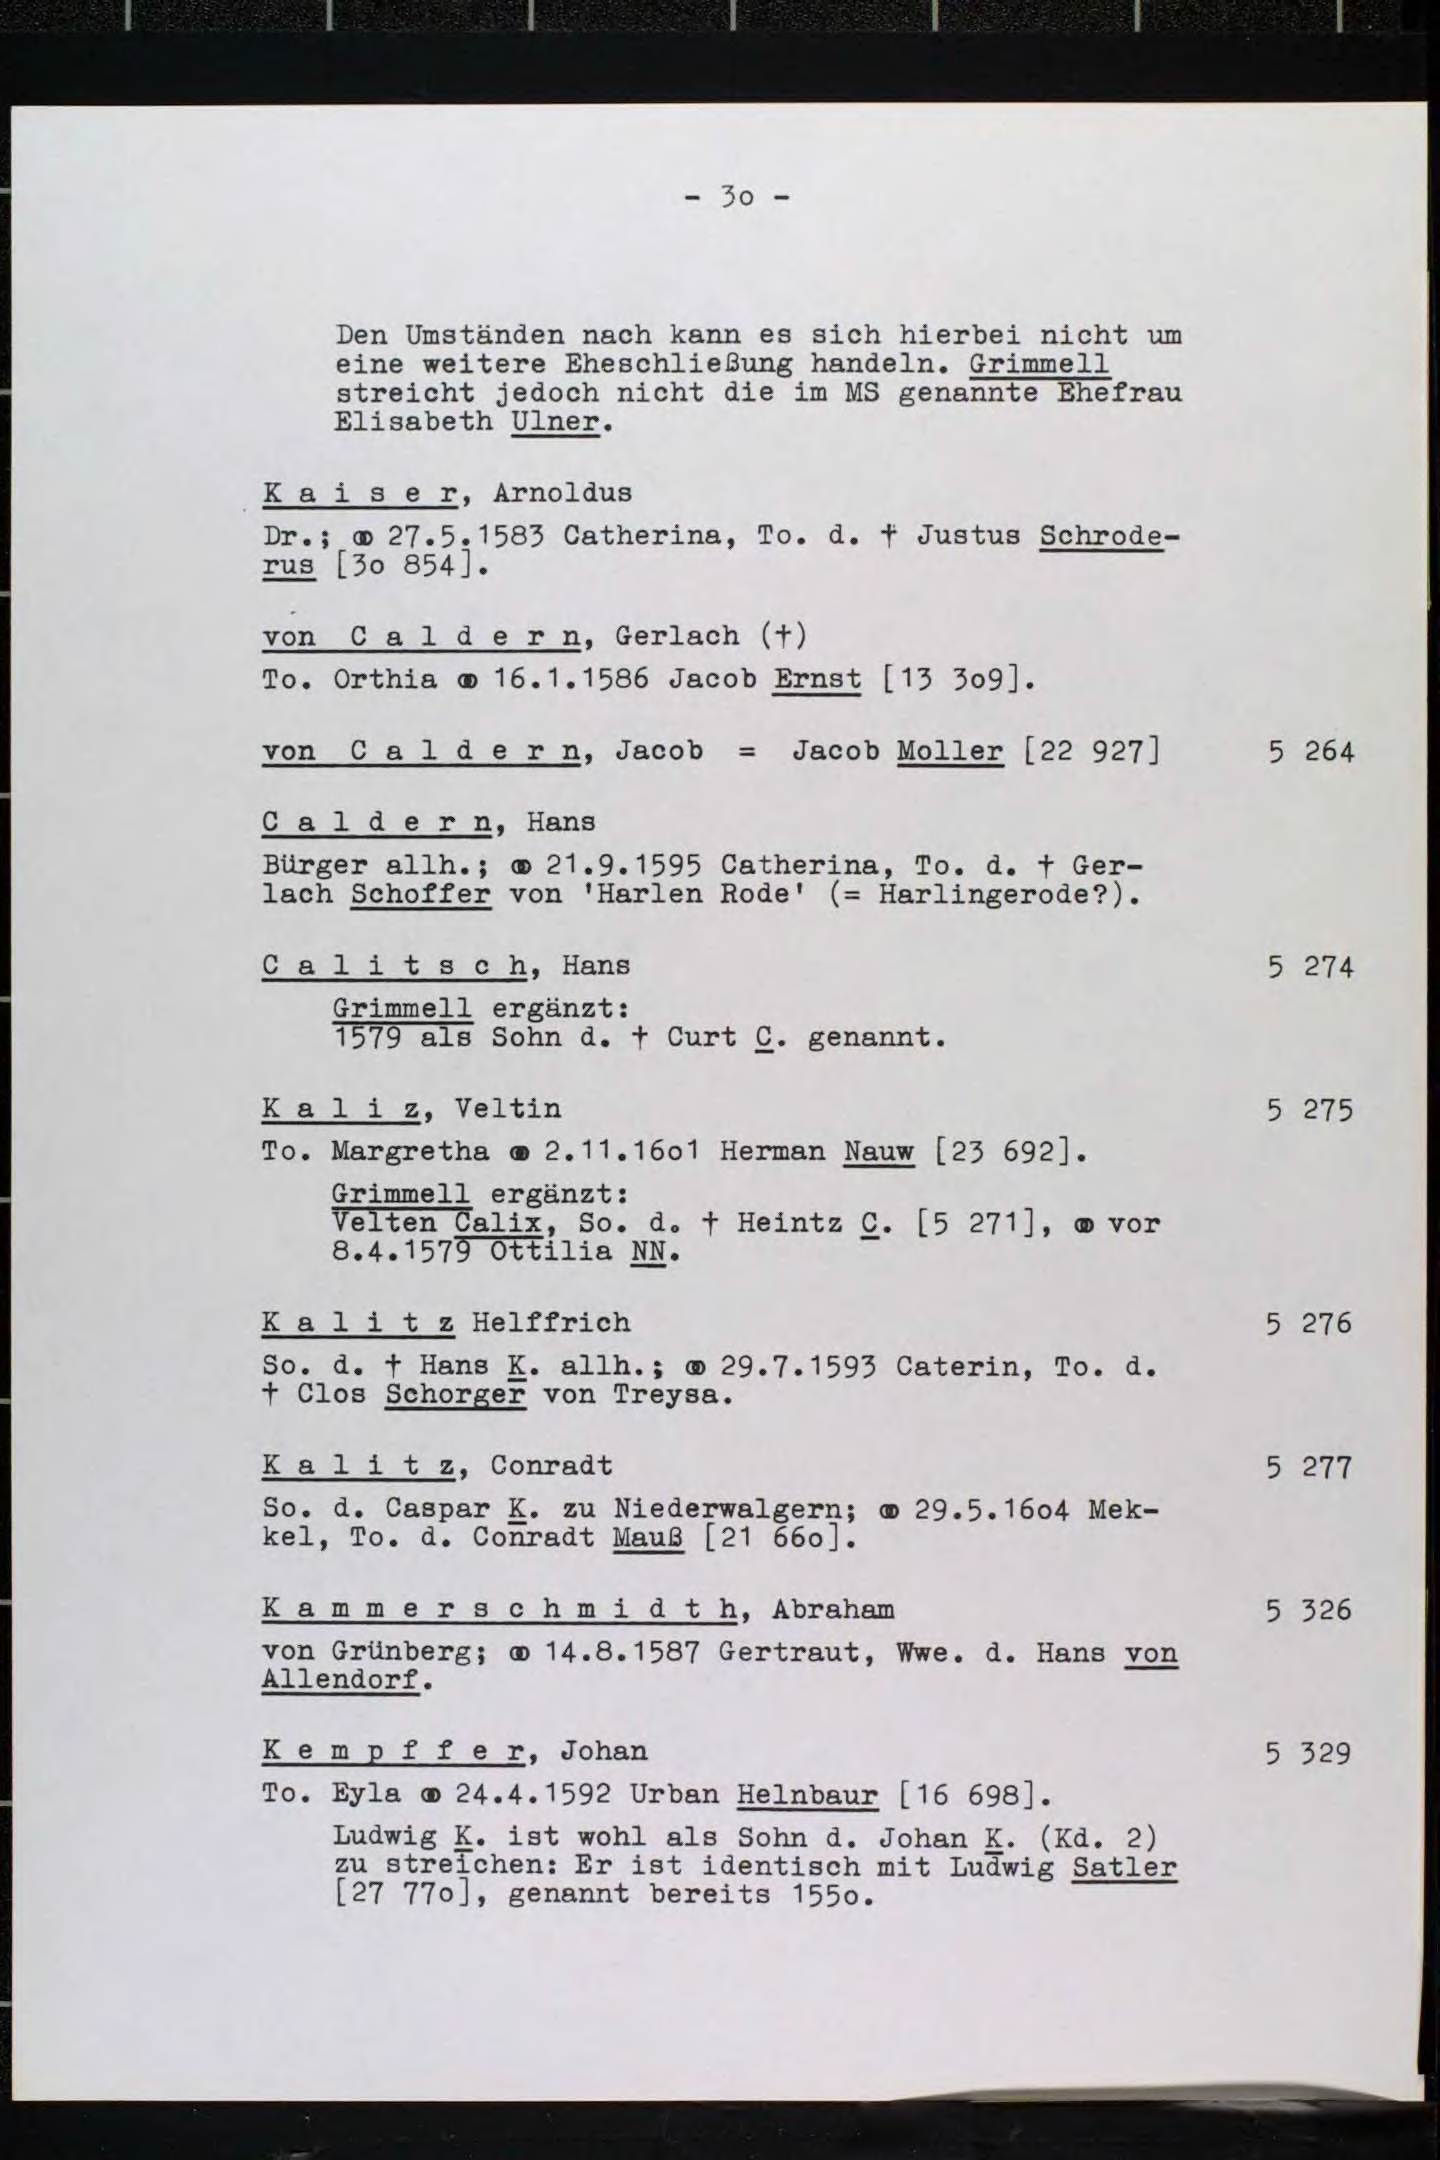 - 3o -
Den Umständen nach kann es sich hierbei nicht um
eine weitere Eheschließung handeln. Grimmell
streicht jedoch nicht die im MS genannte Ehefrau
Elisabeth Ulner.
K a i s e r, Arnoldus
Dr.; ⚭ 27.5.1583 Catherina, To. d. † Justus Schrode-
rus [3o 854].
von C a l d e r n, Gerlach (†)
To. Orthia ⚭ 16.1.1586 Jacob Ernst [13 3o9].
von C a l d e r n, Jacob = Jacob Moller [22 927] 5 264
C a l d e r n, Hans
Bürger allh.; ⚭ 21.9.1595 Catherina, To. d. † Ger-
lach Schoffer von 'Harlen Rode' (= Harlingerode?).
C a l i t s c h, Hans 5 274
Grimmell ergänzt:
1579 als Sohn d. † Curt C. genannt.
K a l i z, Veltin 5 275
To. Margretha ⚭ 2.11.16o1 Herman Nauw [23 692].
Grimmell ergänzt:
Velten Calix, So. d. † Heintz C. [5 271], ⚭ vor
8.4.1579 Ottilia NN.
K a l i t z Helffrich 5 276
So. d. † Hans K. allh.; ⚭ 29.7.1593 Caterin, To. d.
† Clos Schorger von Treysa.
K a l i t z, Conradt 5 277
So. d. Caspar K. zu Niederwalgern; ⚭ 29.5.16o4 Mek-
kel, To. d. Conradt Mauß [21 66o].
K a m m e r s c h m i d t h, Abraham 5 326
von Grünberg; ⚭ 14.8.1587 Gertraut, Wwe. d. Hans von
Allendorf.
K e m p f f e r, Johan 5 329
To. Eyla ⚭ 24.4.1592 Urban Helnbaur [16 698].
Ludwig K. ist wohl als Sohn d. Johan K. (Kd. 2)
zu streichen: Er ist identisch mit Ludwig Satler
[27 77o], genannt bereits 155o.